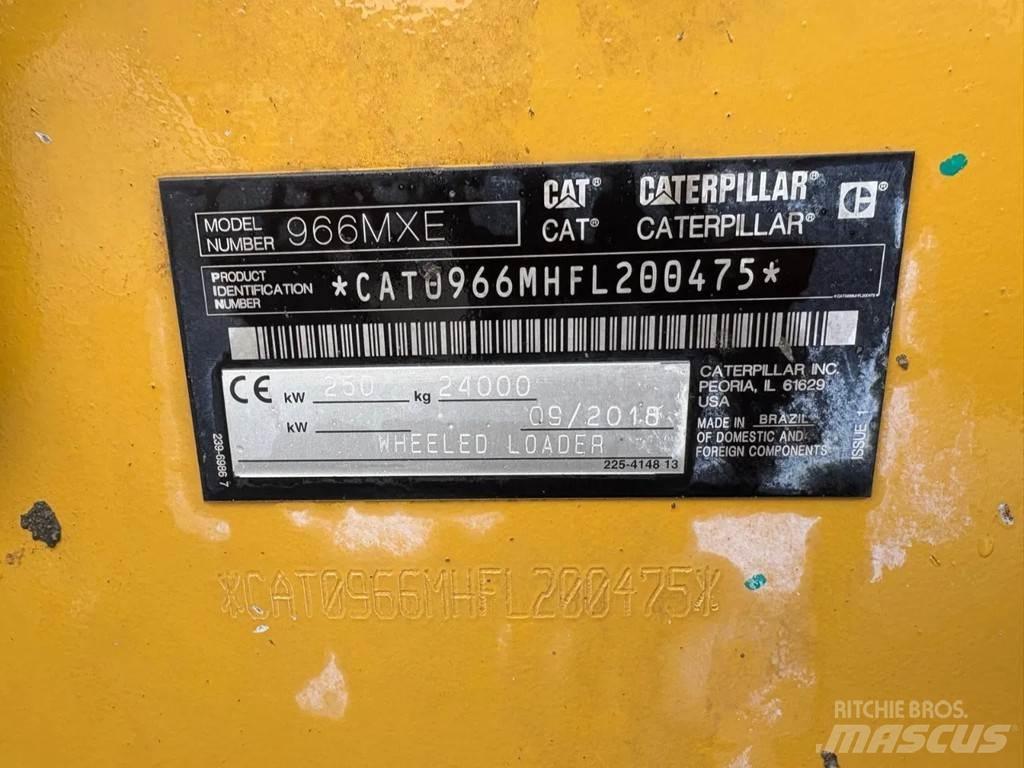 CAT® CATERPILLAR®
CAT® CATERPILLAR®
MODEL NUMBER 966MXE
PRODUCT IDENTIFICATION NUMBER *CAT0966MHFL200475*
*CAT0966MHFL200475
CE kW 250 kg 24000
kW 09/2018
WHEELED LOADER
225-4148 13
239-6986 7
CATERPILLAR INC.
PEORIA, IL 61629
USA
MADE IN BRAZIL
OF DOMESTIC AND
FOREIGN COMPONENTS
ISSUE 1
*CAT0966MHFL200475*
RITCHIE BROS.
MASCUS